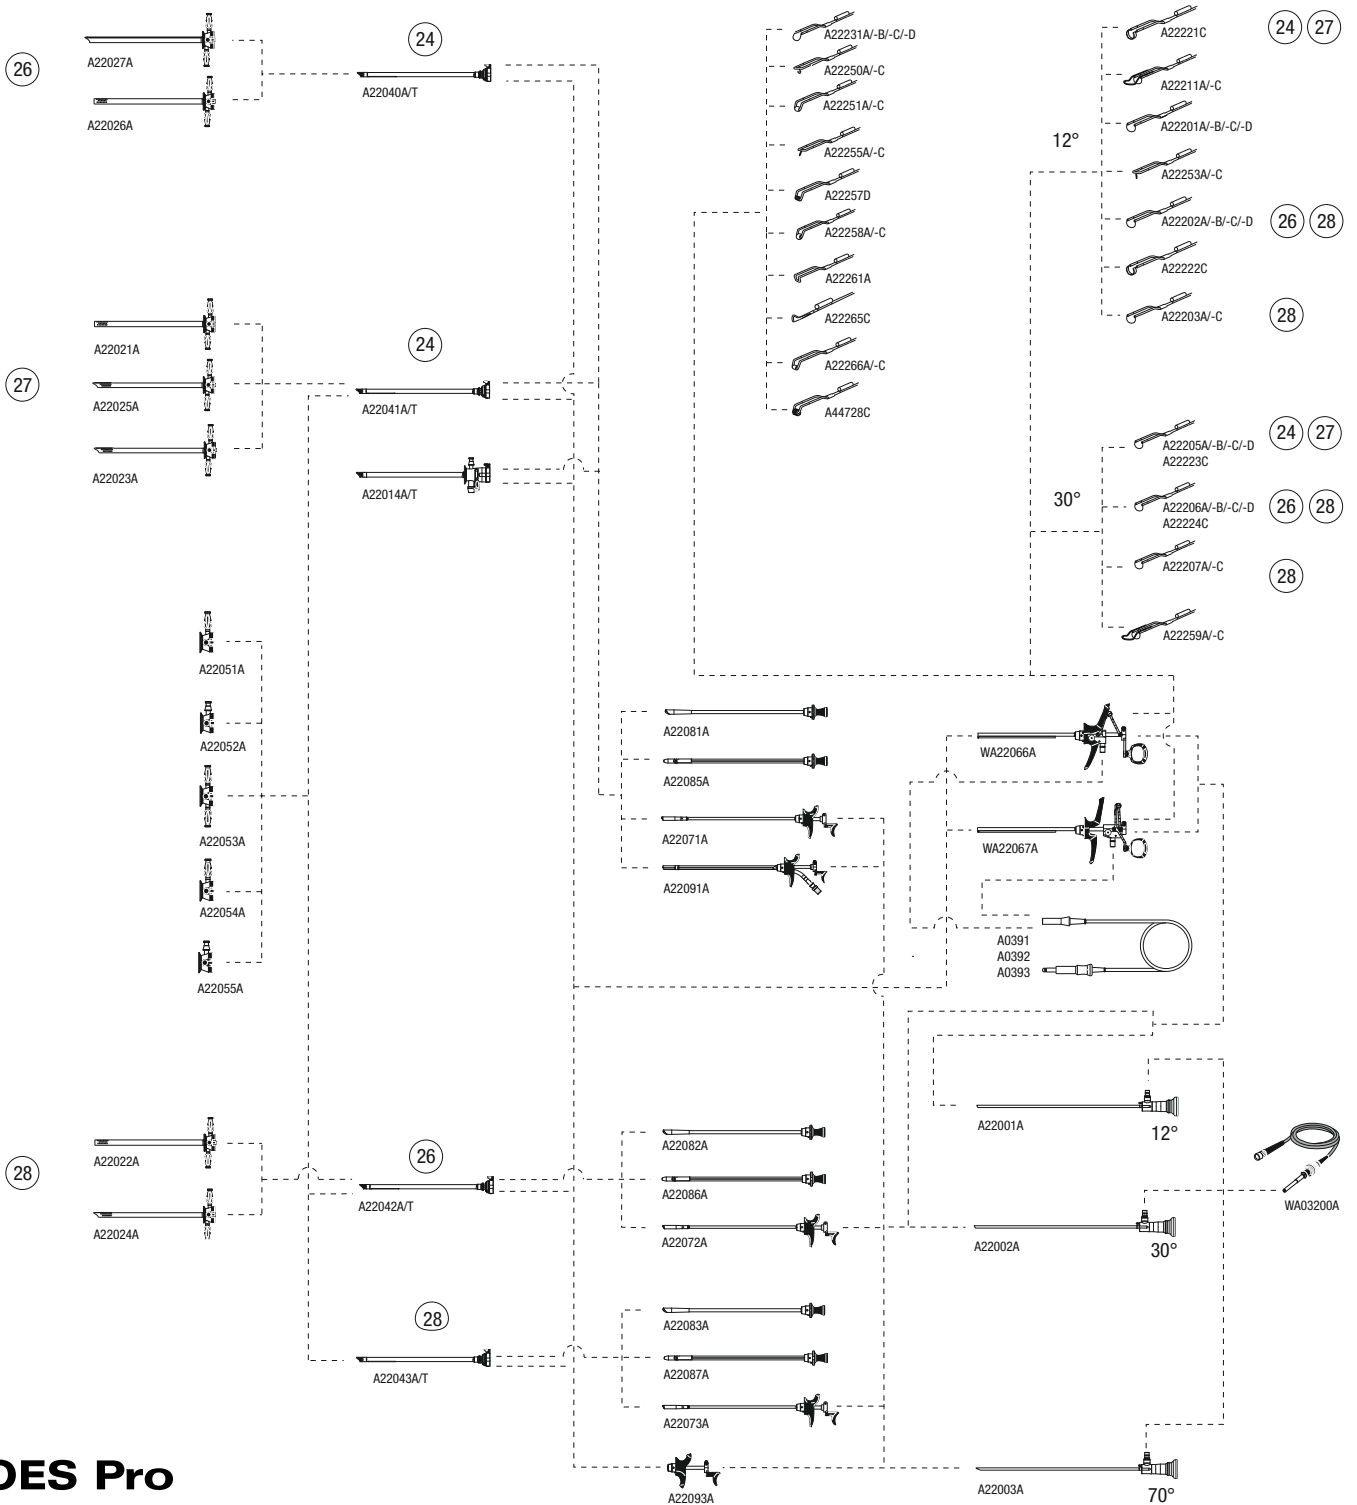 26
A22027A
A22026A
24
A22040A/T
27
A22021A
A22025A
A22023A
24
A22041A/T
A22014A/T
A22051A
A22052A
A22053A
A22054A
A22055A
28
A22022A
A22024A
26
A22042A/T
28
A22043A/T
A22231A/-B/-C/-D
A22250A/-C
A22251A/-C
A22255A/-C
A22257D
A22258A/-C
A22261A
A22265C
A22266A/-C
A44728C
12°
A22221C
24 27
A22211A/-C
A22201A/-B/-C/-D
A22253A/-C
A22202A/-B/-C/-D
26 28
A22222C
A22203A/-C
28
30°
A22205A/-B/-C/-D
A22223C
24 27
A22206A/-B/-C/-D
A22224C
26 28
A22207A/-C
28
A22259A/-C
A22081A
A22085A
A22071A
A22091A
WA22066A
WA22067A
A0391
A0392
A0393
A22082A
A22086A
A22072A
A22083A
A22087A
A22073A
A22093A
A22001A
12°
A22002A
30°
WA03200A
A22003A
70°
OES Pro